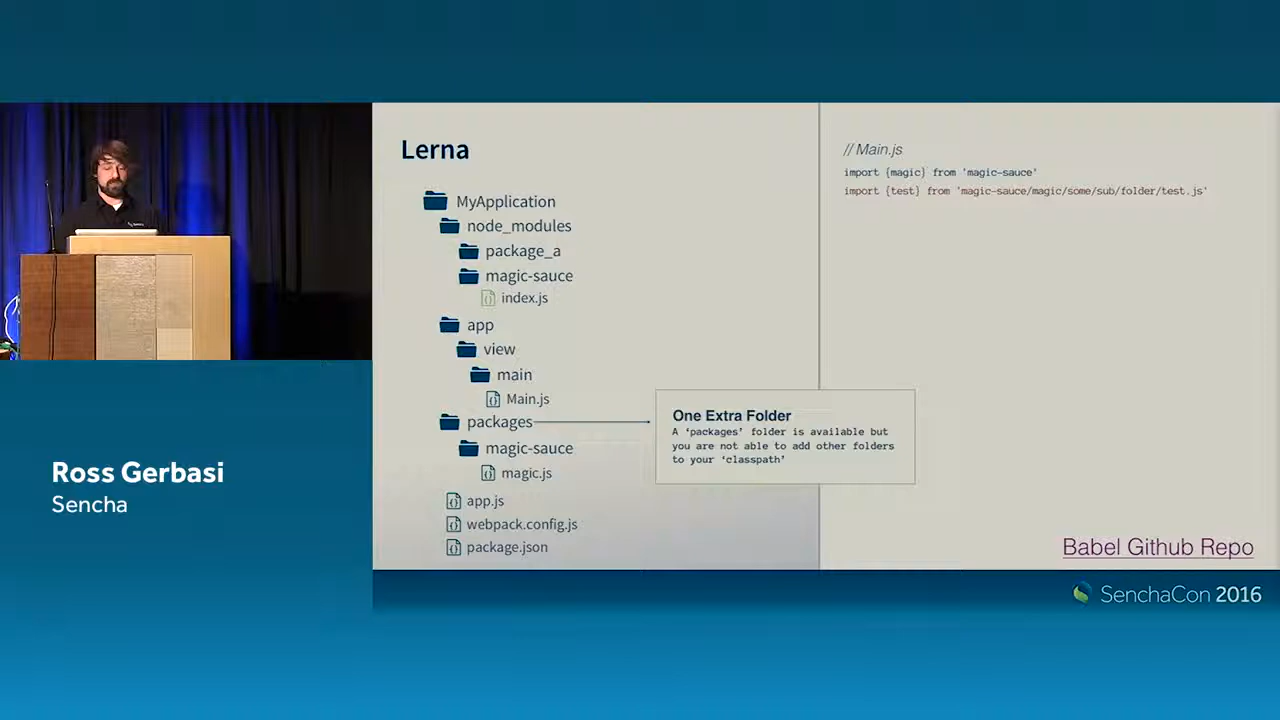 Lerna
MyApplication
node_modules
package_a
magic-sauce
index.js
app
view
main
Main.js
packages
magic-sauce
magic.js
app.js
webpack.config.js
package.json
One Extra Folder
A ‘packages’ folder is available but
you are not able to add other folders
to your ‘classpath’
// Main.js
import {magic} from 'magic-sauce'
import {test} from 'magic-sauce/magic/some/sub/folder/test.js'
Babel Github Repo
SenchaCon 2016
Ross Gerbasi
Sencha